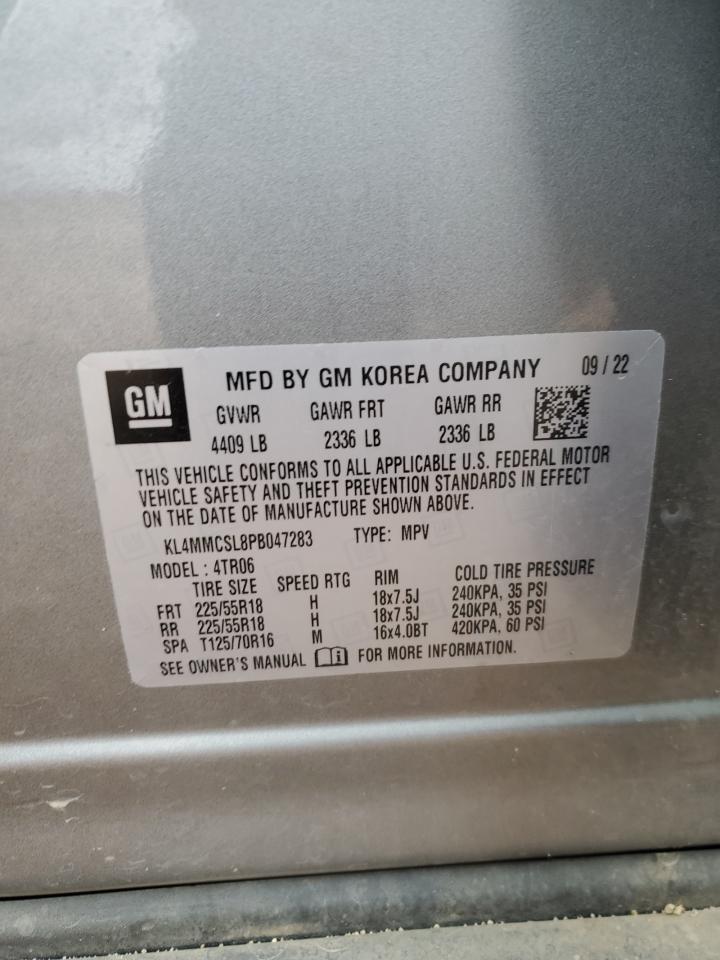 GM
MFD BY GM KOREA COMPANY 09 / 22
GVWR GAWR FRT GAWR RR
4409 LB 2336 LB 2336 LB
THIS VEHICLE CONFORMS TO ALL APPLICABLE U.S. FEDERAL MOTOR
VEHICLE SAFETY AND THEFT PREVENTION STANDARDS IN EFFECT
ON THE DATE OF MANUFACTURE SHOWN ABOVE.
KL4MMCSL8PB047283 TYPE: MPV
MODEL : 4TR06
TIRE SIZE SPEED RTG RIM COLD TIRE PRESSURE
FRT 225/55R18 H 18x7.5J 240KPA, 35 PSI
RR 225/55R18 H 18x7.5J 240KPA, 35 PSI
SPA T125/70R16 M 16x4.0BT 420KPA, 60 PSI
SEE OWNER'S MANUAL FOR MORE INFORMATION.